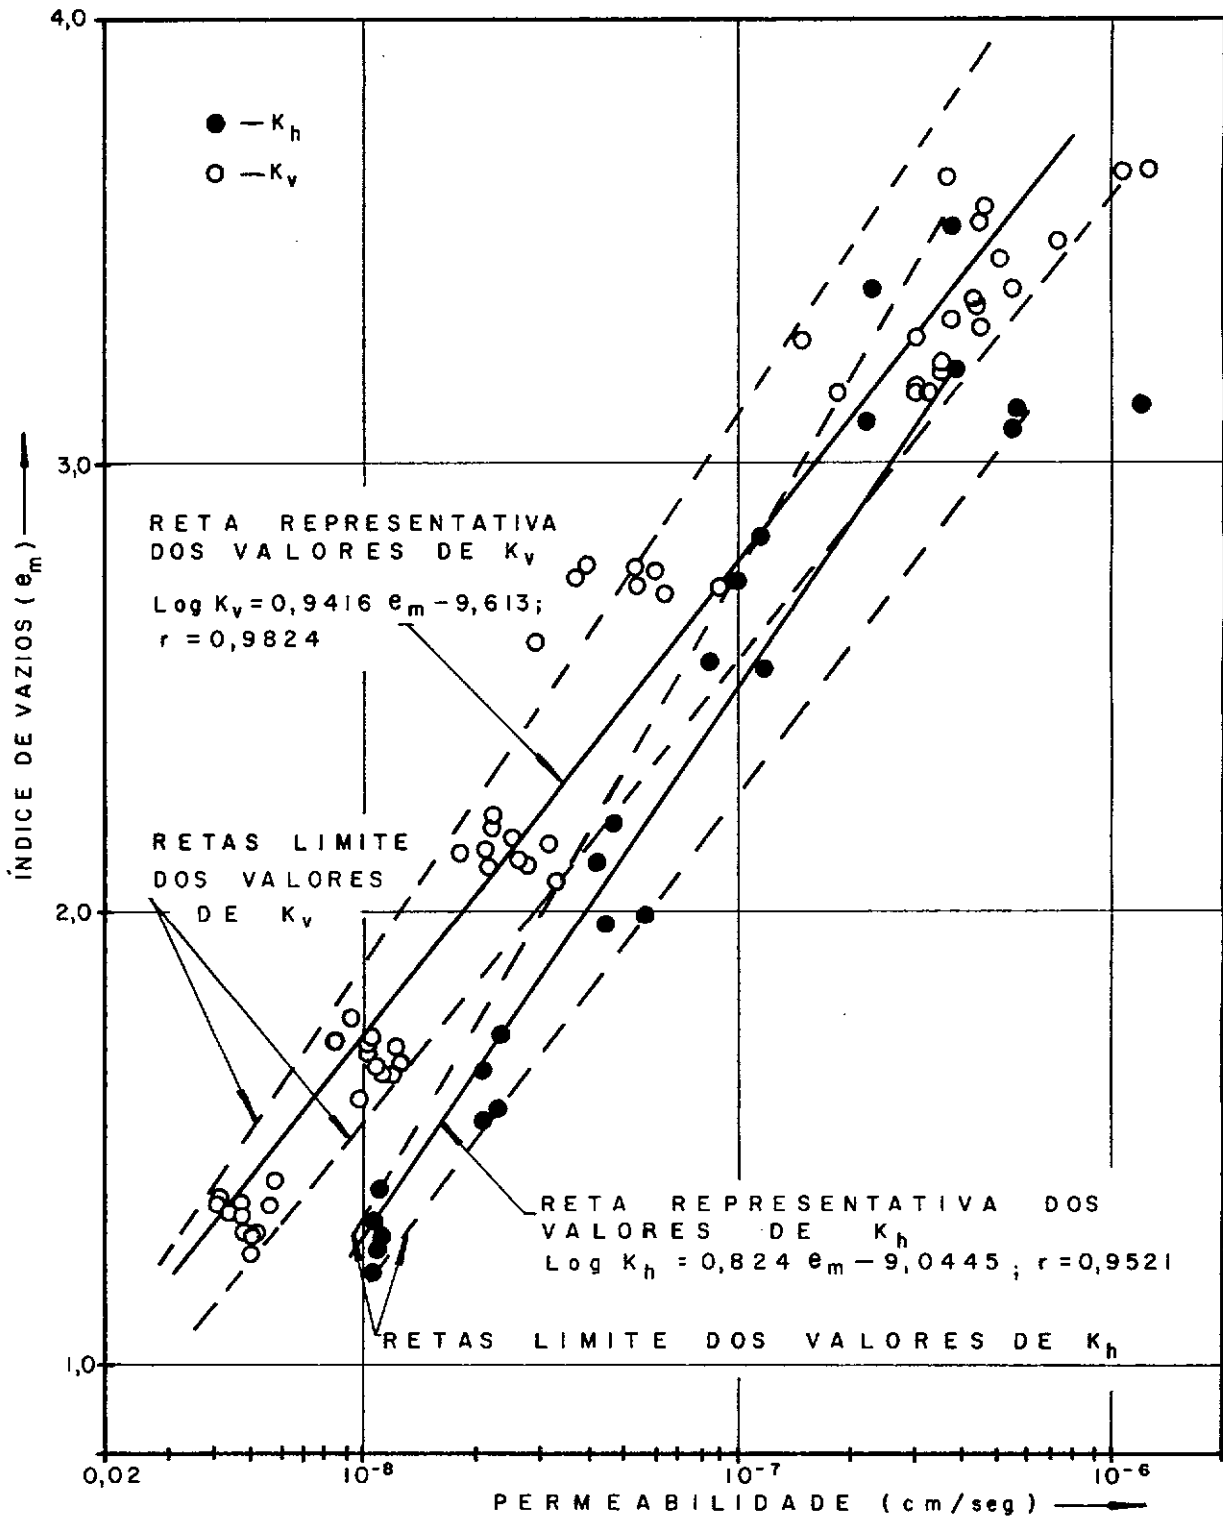 4,0
● — K h
○ — K v
3,0
RETA REPRESENTATIVA
DOS VALORES DE Kv
Log Kv = 0,9416 em − 9,613;
r = 0,9824
ÍNDICE DE VAZIOS (em)
RETAS LIMITE
DOS VALORES
DE Kv
2,0
RETA REPRESENTATIVA DOS
VALORES DE Kh
Log Kh = 0,824 em − 9,0445; r = 0,9521
RETAS LIMITE DOS VALORES DE Kh
1,0
0,02 10⁻⁸ 10⁻⁷ 10⁻⁶
PERMEABILIDADE (cm/seg)